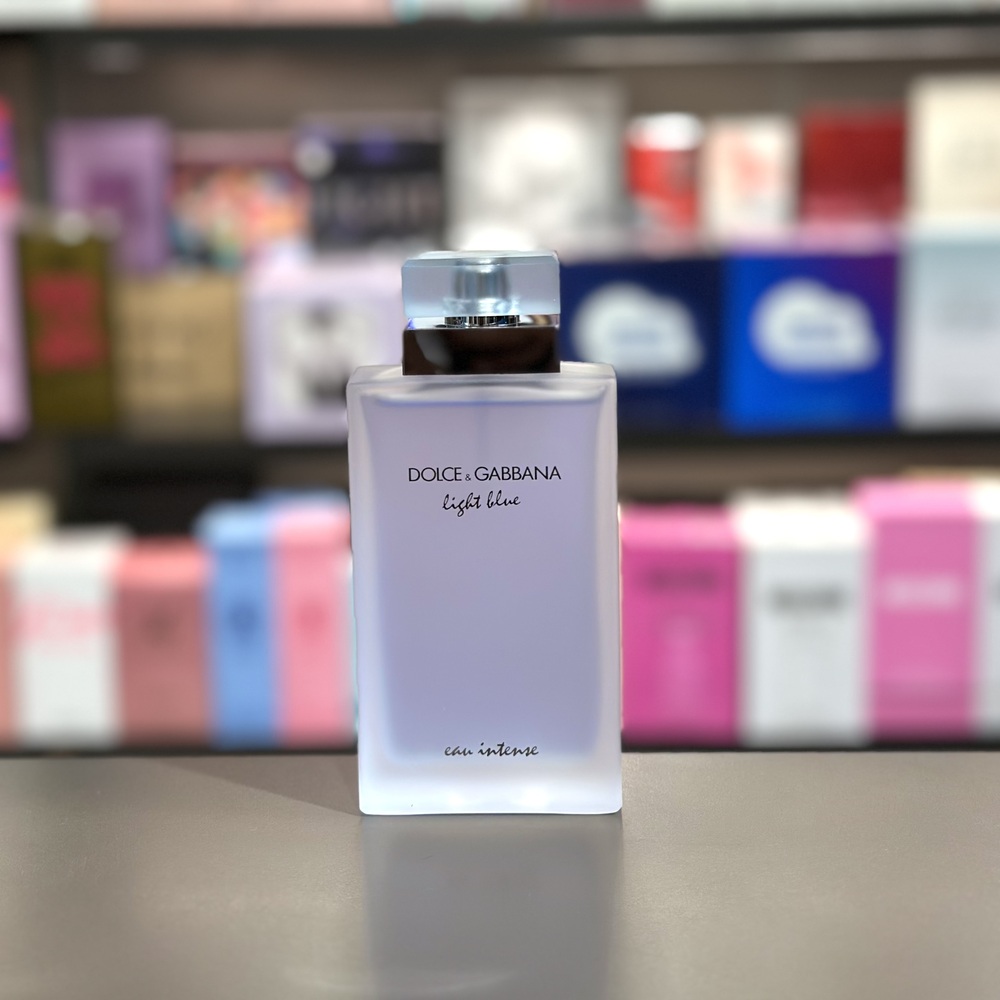 DOLCE & GABBANA
light blue
eau intense